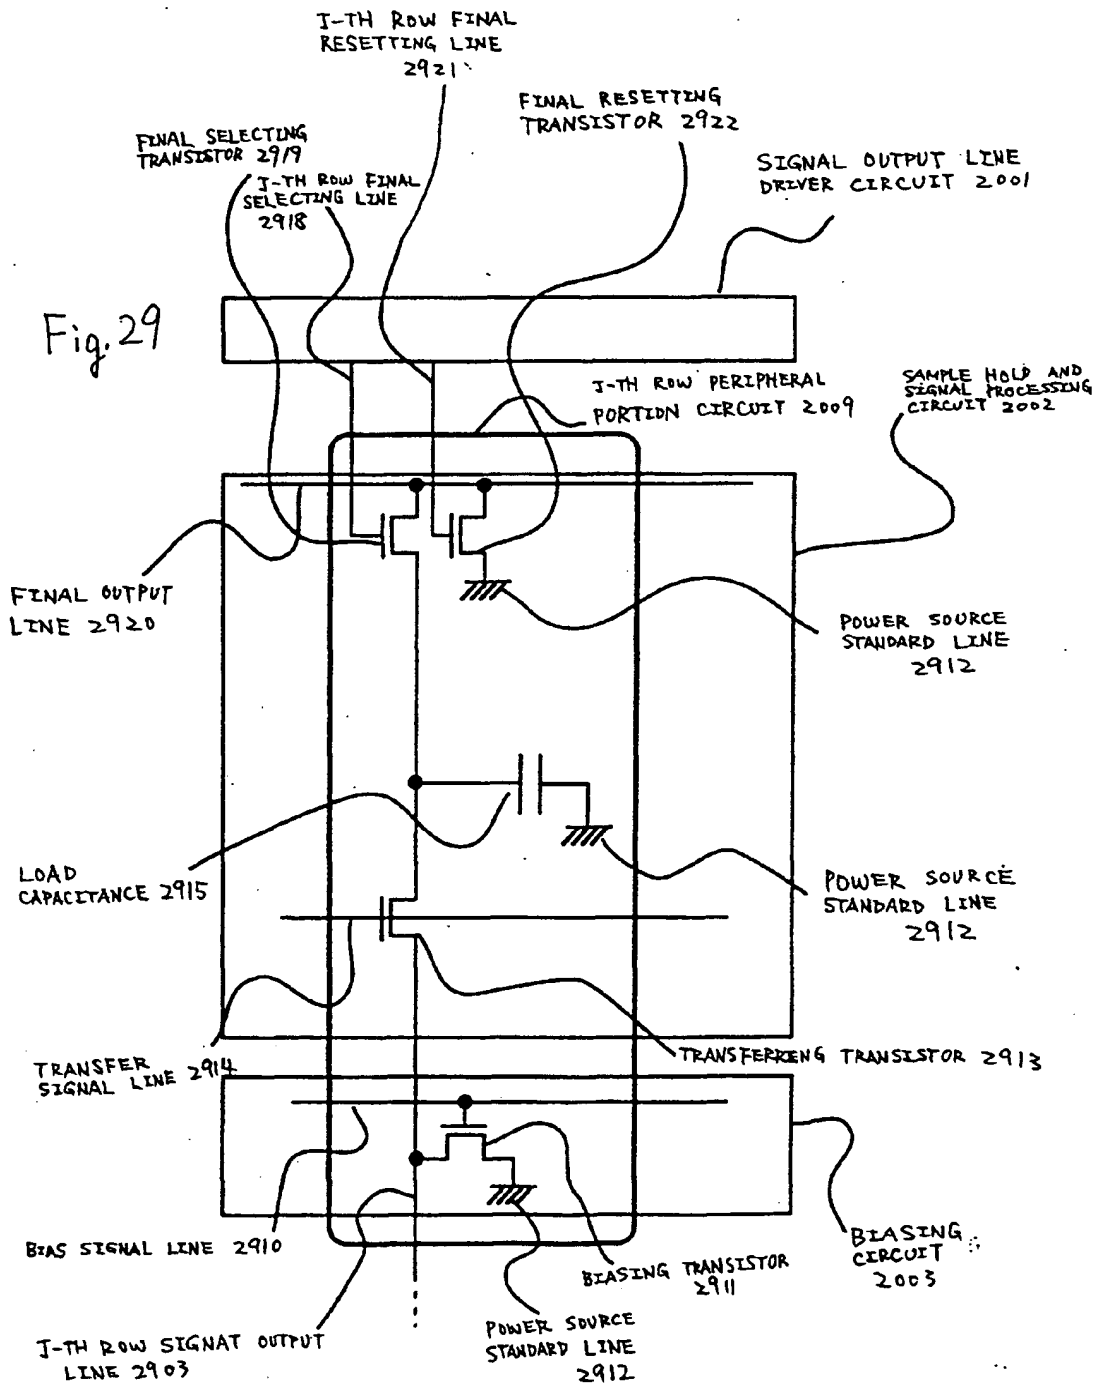 J-TH ROW FINAL
RESETTING LINE
2921
FINAL RESETTING
TRANSISTOR 2922
FINAL SELECTING
TRANSISTOR 2919
J-TH ROW FINAL
SELECTING LINE
2918
SIGNAL OUTPUT LINE
DRIVER CIRCUIT 2001
Fig. 29
J-TH ROW PERIPHERAL
PORTION CIRCUIT 2009
SAMPLE HOLD AND
SIGNAL PROCESSING
CIRCUIT 2002
FINAL OUTPUT
LINE 2920
POWER SOURCE
STANDARD LINE
2912
LOAD
CAPACITANCE 2915
POWER SOURCE
STANDARD LINE
2912
TRANSFER
SIGNAL LINE 2914
TRANSFERRING TRANSISTOR 2913
BIAS SIGNAL LINE 2910
BIASING TRANSISTOR
2911
BIASING
CIRCUIT
2003
J-TH ROW SIGNAT OUTPUT
LINE 2903
POWER SOURCE
STANDARD LINE
2912